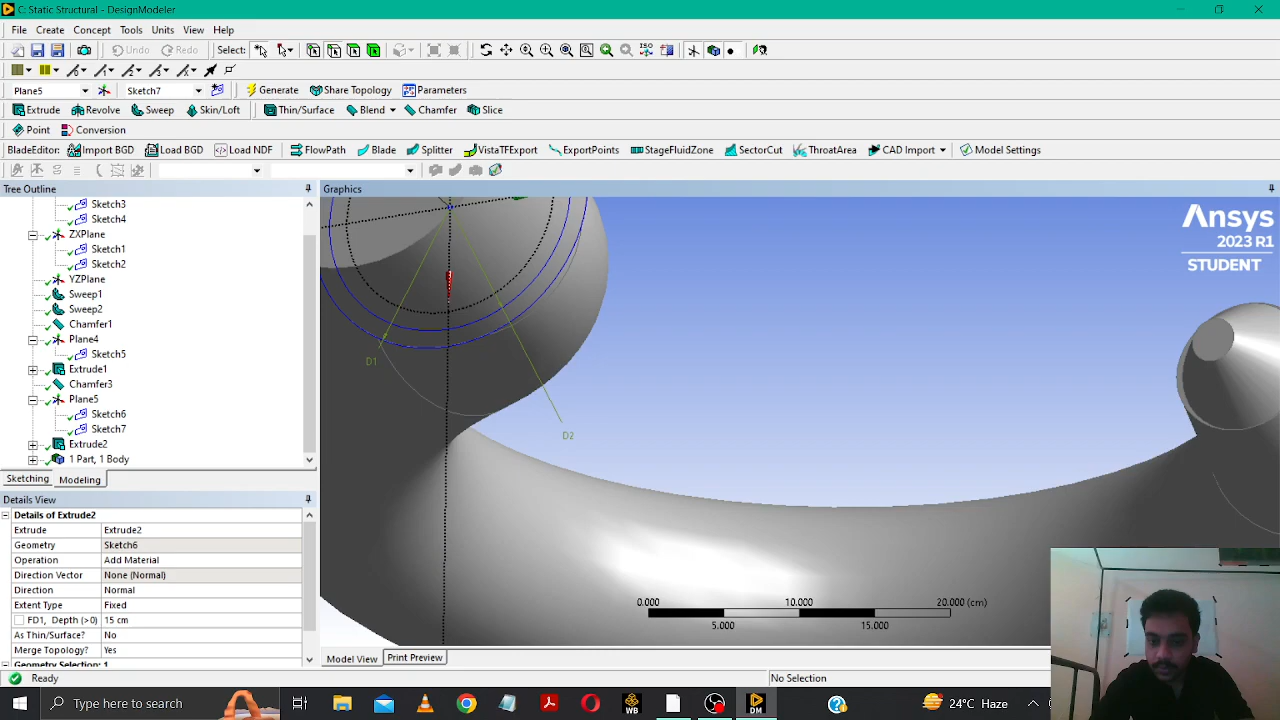 C: Static Structural - DesignModeler
File Create Concept Tools Units View Help
Undo Redo Select:
Plane5 Sketch7 Generate Share Topology Parameters
Extrude Revolve Sweep Skin/Loft Thin/Surface Blend Chamfer Slice
Point Conversion
BladeEditor: Import BGD Load BGD Load NDF FlowPath Blade Splitter VistaTFExport ExportPoints StageFluidZone SectorCut ThroatArea CAD Import Model Settings
Tree Outline
Sketch3
Sketch4
ZXPlane
Sketch1
Sketch2
YZPlane
Sweep1
Sweep2
Chamfer1
Plane4
Sketch5
Extrude1
Chamfer3
Plane5
Sketch6
Sketch7
Extrude2
1 Part, 1 Body
Sketching Modeling
Details View
Details of Extrude2
Extrude Extrude2
Geometry Sketch6
Operation Add Material
Direction Vector None (Normal)
Direction Normal
Extent Type Fixed
FD1, Depth (>0) 15 cm
As Thin/Surface? No
Merge Topology? Yes
Geometry Selection: 1
Graphics
Ansys
2023 R1
STUDENT
D1
D2
0.000 10.000 20.000 (cm)
5.000 15.000
Model View Print Preview
Ready No Selection
Type here to search
WB
DM
24°C Haze